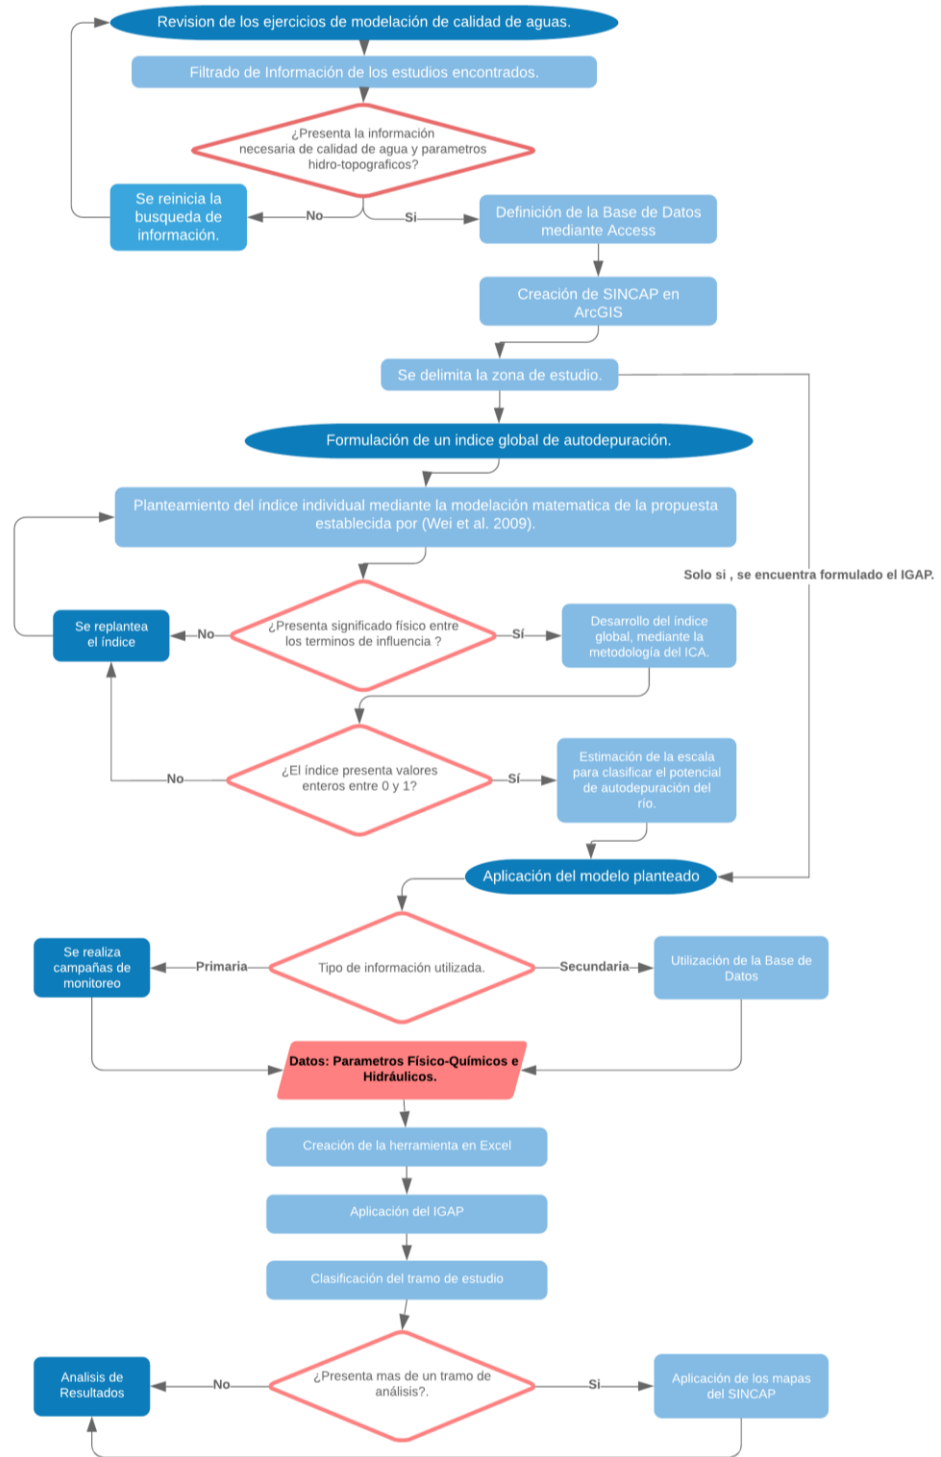 Revision de los ejercicios de modelación de calidad de aguas.
Filtrado de Información de los estudios encontrados.
¿Presenta la información
necesaria de calidad de agua y parametros
hidro-topograficos?
No
Si
Se reinicia la
busqueda de
información.
Definición de la Base de Datos
mediante Access
Creación de SINCAP en
ArcGIS
Se delimita la zona de estudio.
Formulación de un indice global de autodepuración.
Planteamiento del índice individual mediante la modelación matematica de la propuesta
establecida por (Wei et al. 2009).
Solo si , se encuentra formulado el IGAP.
¿Presenta significado físico entre
los terminos de influencia ?
No
Sí
Se replantea
el índice
Desarrollo del índice
global, mediante la
metodología del ICA.
¿El índice presenta valores
enteros entre 0 y 1?
No
Sí
Estimación de la escala
para clasificar el potencial
de autodepuración del
río.
Aplicación del modelo planteado
Tipo de información utilizada.
Primaria
Secundaria
Se realiza
campañas de
monitoreo
Utilización de la Base de
Datos
Datos: Parametros Físico-Químicos e
Hidráulicos.
Creación de la herramienta en Excel
Aplicación del IGAP
Clasificación del tramo de estudio
¿Presenta mas de un tramo de
análisis?.
No
Si
Analisis de
Resultados
Aplicación de los mapas
del SINCAP